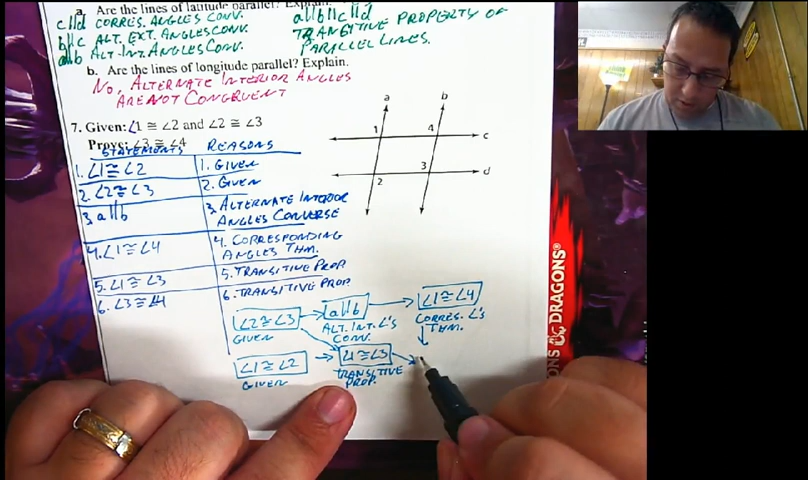 a. Are the lines of latitude parallel? Explain.
c||d CORRES. ANGLES CONV.
b||c ALT. EXT. ANGLES CONV.
a||b ALT. INT. ANGLES CONV.
a||b||c||d
TRANSITIVE PROPERTY OF
PARALLEL LINES.
b. Are the lines of longitude parallel? Explain.
NO, ALTERNATE INTERIOR ANGLES
ARE NOT CONGRUENT
7. Given: ∠1 ≅ ∠2 and ∠2 ≅ ∠3
Prove: ∠3 ≅ ∠4
STATEMENTS REASONS
1. ∠1 ≅ ∠2 1. GIVEN
2. ∠2 ≅ ∠3 2. GIVEN
3. a||b 3. ALTERNATE INTERIOR
ANGLES CONVERSE
4. ∠1 ≅ ∠4 4. CORRESPONDING
ANGLES THM.
5. ∠1 ≅ ∠3 5. TRANSITIVE PROP.
6. ∠3 ≅ ∠4 6. TRANSITIVE PROP.
a b
1 4 c
3 d
2
∠2 ≅ ∠3
GIVEN
a||b
ALT. INT. ∠'S
CONV.
∠1 ≅ ∠4
CORRES. ∠'S
THM.
∠1 ≅ ∠2
GIVEN
∠1 ≅ ∠3
TRANSITIVE
PROP.
DRAGONS®